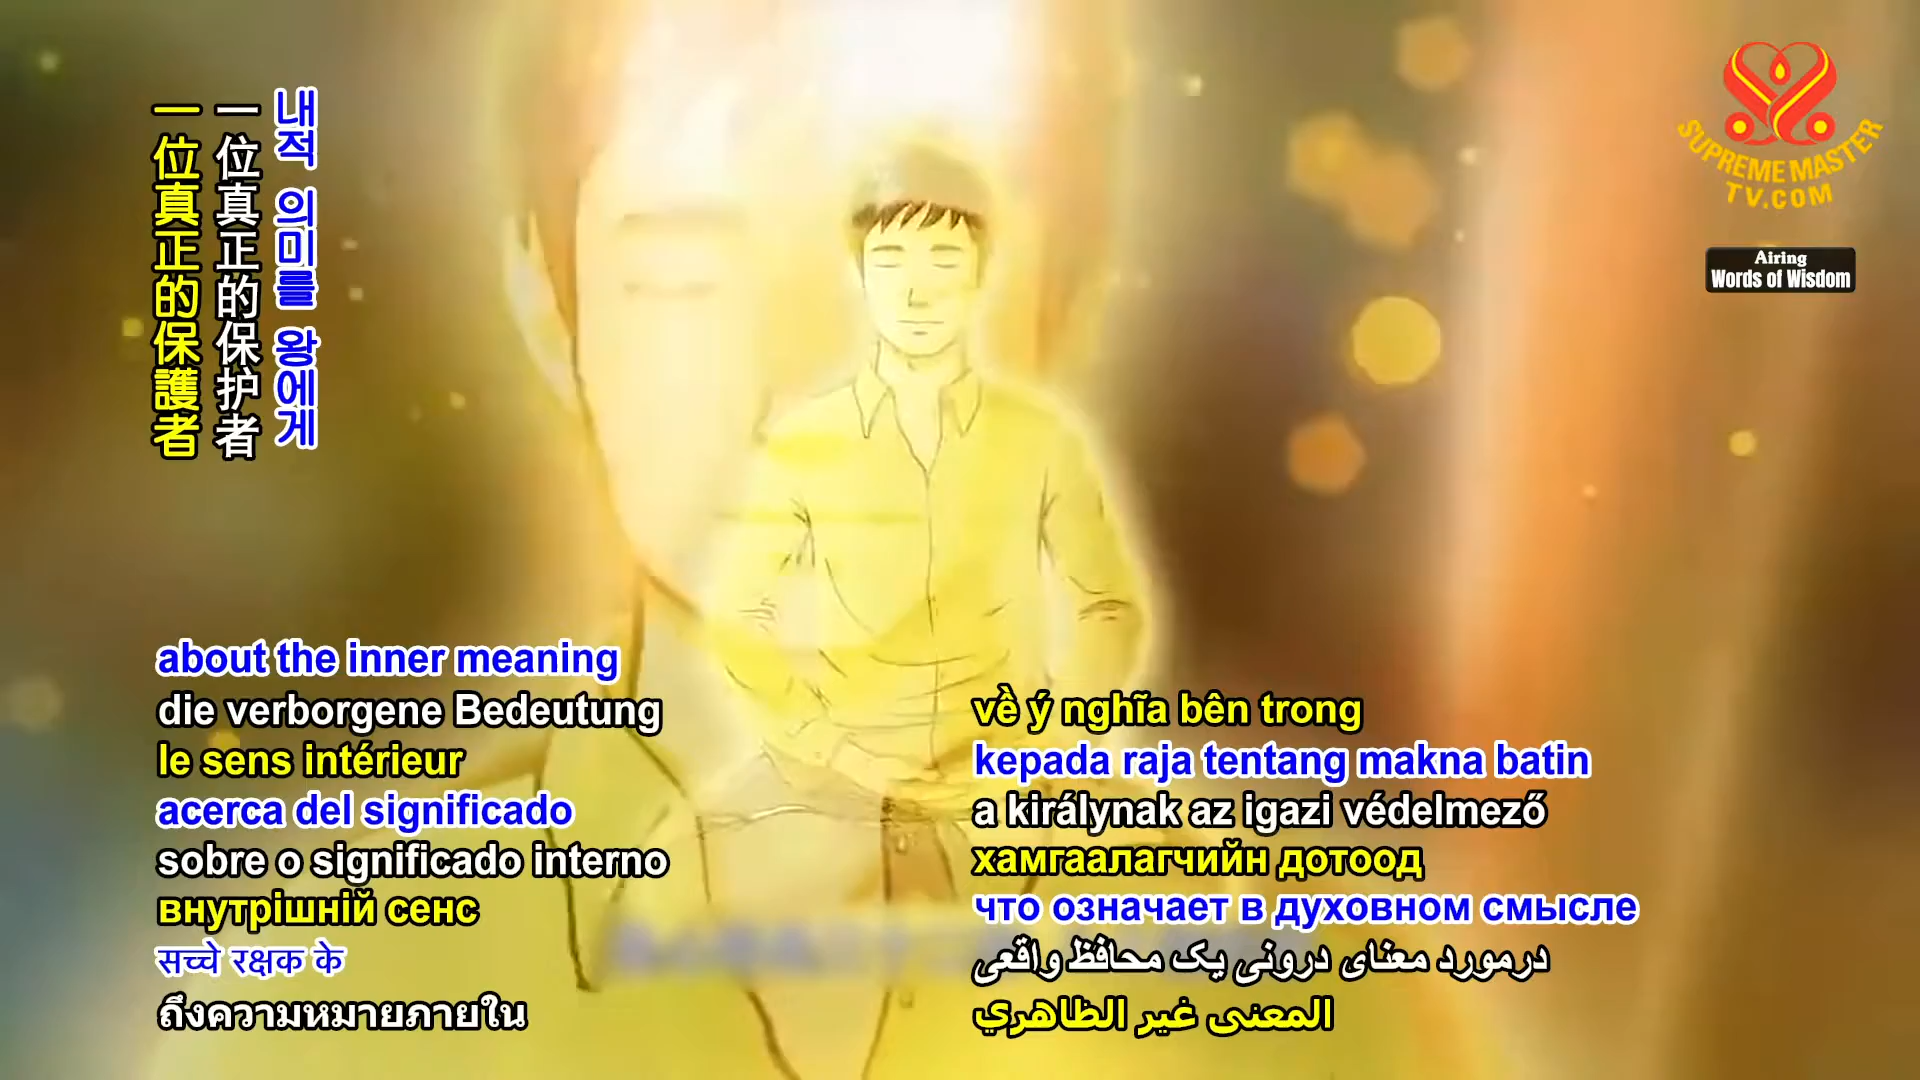 내적 의미를 왕에게
一位真正的保护者
一位真正的保護者
SUPREME MASTER
TV.COM
Airing
Words of Wisdom
about the inner meaning
die verborgene Bedeutung
le sens intérieur
acerca del significado
sobre o significado interno
внутрішній сенс
सच्चे रक्षक के
ถึงความหมายภายใน
về ý nghĩa bên trong
kepada raja tentang makna batin
a királynak az igazi védelmező
хамгаалагчийн дотоод
что означает в духовном смысле
درمورد معنای درونی یک محافظ واقعی
المعنى غير الظاهري